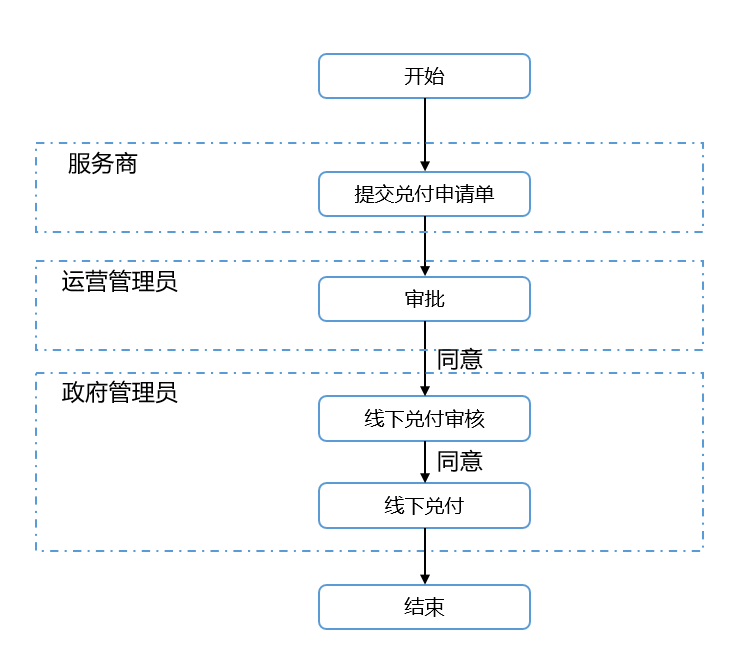 开始
服务商
提交兑付申请单
运营管理员
审批
同意
政府管理员
线下兑付审核
同意
线下兑付
结束